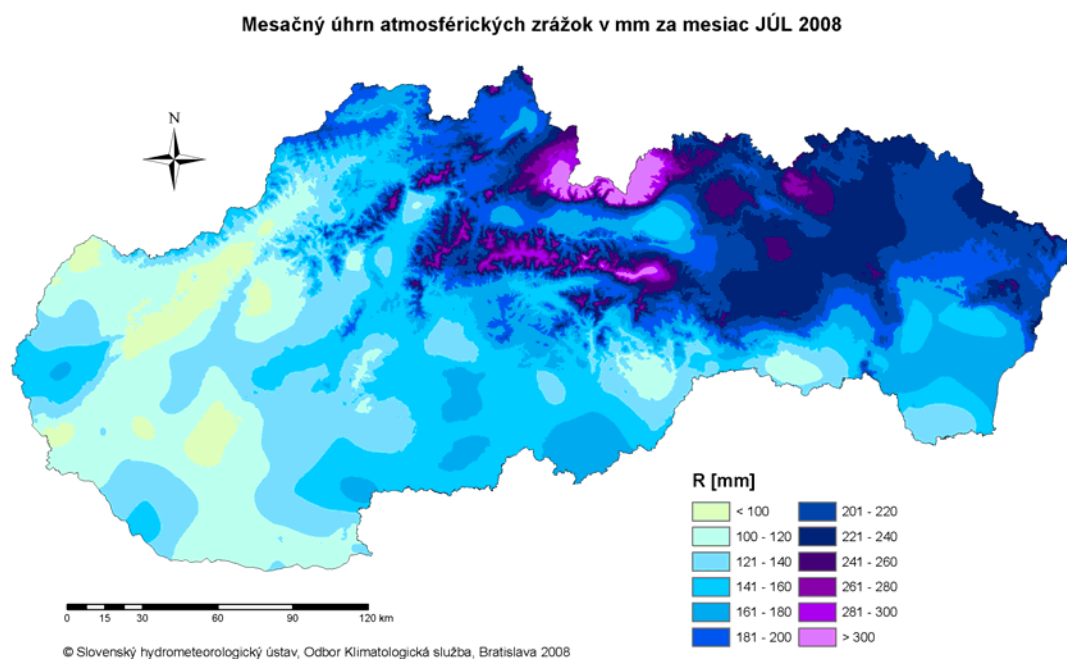 Mesačný úhrn atmosférických zrážok v mm za mesiac JÚL 2008
N
R [mm]
< 100
100 - 120
121 - 140
141 - 160
161 - 180
181 - 200
201 - 220
221 - 240
241 - 260
261 - 280
281 - 300
> 300
0 15 30 60 90 120 km
© Slovenský hydrometeorologický ústav, Odbor Klimatologická služba, Bratislava 2008